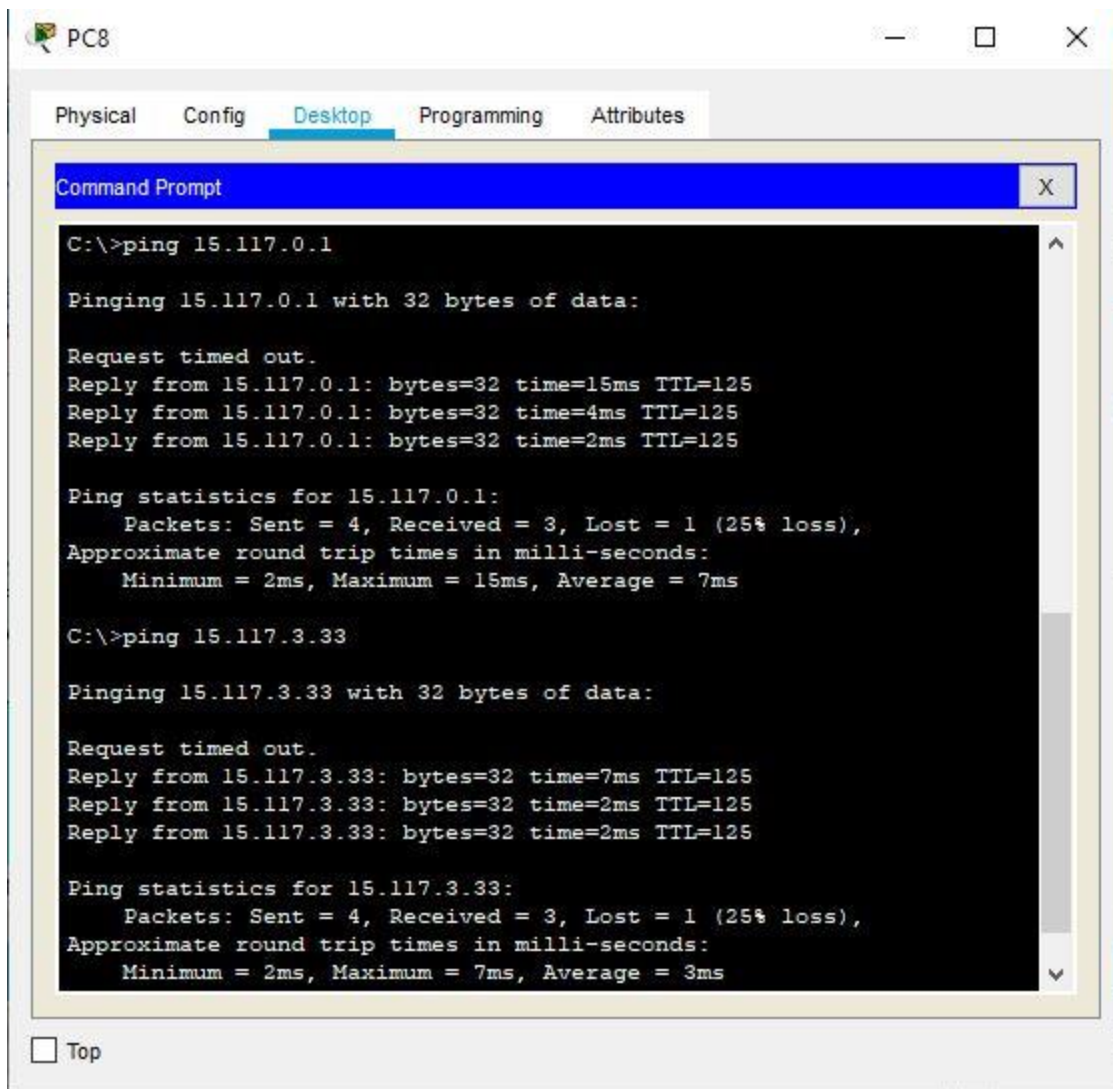 PC8
Physical Config Desktop Programming Attributes
Command Prompt X
C:\>ping 15.117.0.1
Pinging 15.117.0.1 with 32 bytes of data:
Request timed out.
Reply from 15.117.0.1: bytes=32 time=15ms TTL=125
Reply from 15.117.0.1: bytes=32 time=4ms TTL=125
Reply from 15.117.0.1: bytes=32 time=2ms TTL=125
Ping statistics for 15.117.0.1:
Packets: Sent = 4, Received = 3, Lost = 1 (25% loss),
Approximate round trip times in milli-seconds:
Minimum = 2ms, Maximum = 15ms, Average = 7ms
C:\>ping 15.117.3.33
Pinging 15.117.3.33 with 32 bytes of data:
Request timed out.
Reply from 15.117.3.33: bytes=32 time=7ms TTL=125
Reply from 15.117.3.33: bytes=32 time=2ms TTL=125
Reply from 15.117.3.33: bytes=32 time=2ms TTL=125
Ping statistics for 15.117.3.33:
Packets: Sent = 4, Received = 3, Lost = 1 (25% loss),
Approximate round trip times in milli-seconds:
Minimum = 2ms, Maximum = 7ms, Average = 3ms
Top